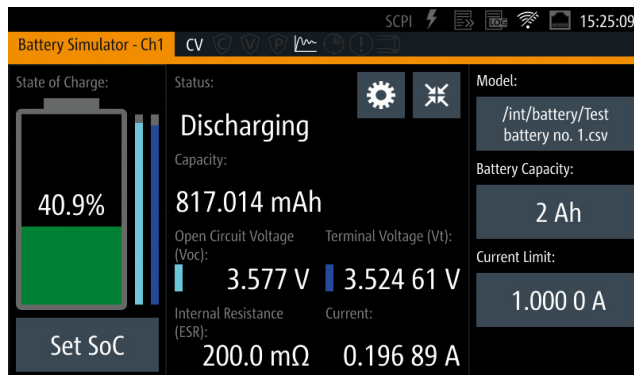 SCPI LOG 15:25:09
Battery Simulator - Ch1 CV C V P
State of Charge:
40.9%
Set SoC
Status:
Discharging
Capacity:
817.014 mAh
Open Circuit Voltage
(Voc):
3.577 V
Terminal Voltage (Vt):
3.524 61 V
Internal Resistance
(ESR):
200.0 mΩ
Current:
0.196 89 A
Model:
/int/battery/Test
battery no. 1.csv
Battery Capacity:
2 Ah
Current Limit:
1.000 0 A